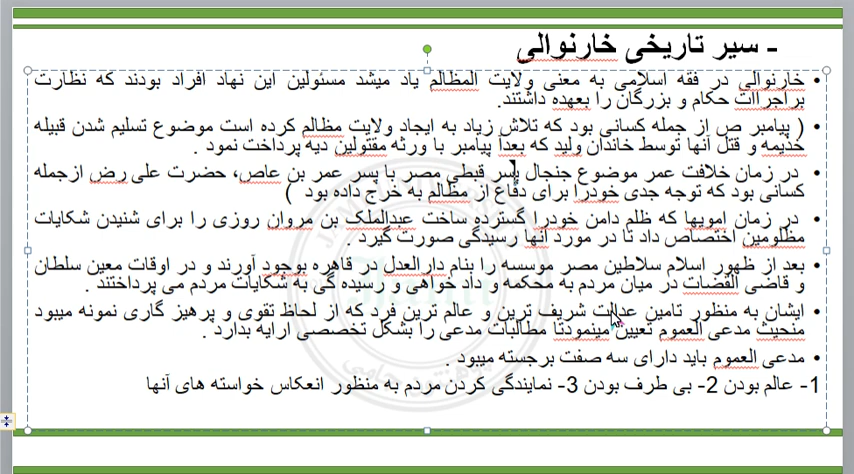 - سیر تاریخی خارنوالی
• خارنوالی در فقه اسلامی به معنی ولایت المظالم یاد میشد مسئولین این نهاد افراد بودند که نظارت
براجراات حکام و بزرگان را بعهده داشتند.
• ( پیامبر ص از جمله کسانی بود که تلاش زیاد به ایجاد ولایت مظالم کرده است موضوع تسلیم شدن قبیله
خذیمه و قتل آنها توسط خاندان ولید که بعداً پیامبر با ورثه مقتولین دیه پرداخت نمود .
• در زمان خلافت عمر موضوع جنجال پسر قبطی مصر با پسر عمر بن عاص، حضرت علی رض ازجمله
کسانی بود که توجه جدی خودرا برای دفاع از مظالم به خرج داده بود )
• در زمان امویها که ظلم دامن خودرا گسترده ساخت عبدالملک بن مروان روزی را برای شنیدن شکایات
مظلومین اختصاص داد تا در مورد آنها رسیدگی صورت گیرد .
• بعد از ظهور اسلام سلاطین مصر موسسه را بنام دارالعدل در قاهره بوجود آورند و در اوقات معین سلطان
و قاضی القضات در میان مردم به محکمه و داد خواهی و رسیده گی به شکایات مردم می پرداختند .
• ایشان به منظور تامین عدالت شریف ترین و عالم ترین فرد که از لحاظ تقوی و پرهیز گاری نمونه میبود
منحیث مدعی العموم تعیین مینمودتا مطالبات مدعی را بشکل تخصصی ارایه بدارد .
• مدعی العموم باید دارای سه صفت برجسته میبود .
1- عالم بودن 2- بی طرف بودن 3- نمایندگی کردن مردم به منظور انعکاس خواسته های آنها